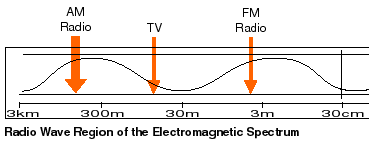 AM
Radio
TV
FM
Radio
3km 300m 30m 3m 30cm
Radio Wave Region of the Electromagnetic Spectrum